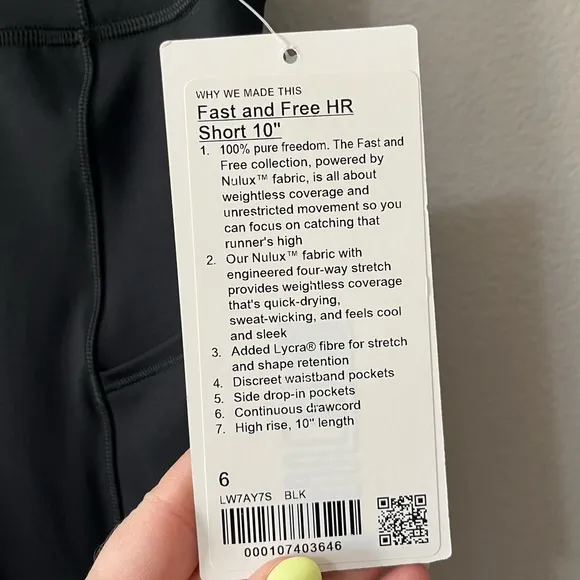 WHY WE MADE THIS
Fast and Free HR
Short 10"
1. 100% pure freedom. The Fast and
Free collection, powered by
Nulux™ fabric, is all about
weightless coverage and
unrestricted movement so you
can focus on catching that
runner's high
2. Our Nulux™ fabric with
engineered four-way stretch
provides weightless coverage
that's quick-drying,
sweat-wicking, and feels cool
and sleek
3. Added Lycra® fibre for stretch
and shape retention
4. Discreet waistband pockets
5. Side drop-in pockets
6. Continuous drawcord
7. High rise, 10" length
6
LW7AY7S BLK
000107403646